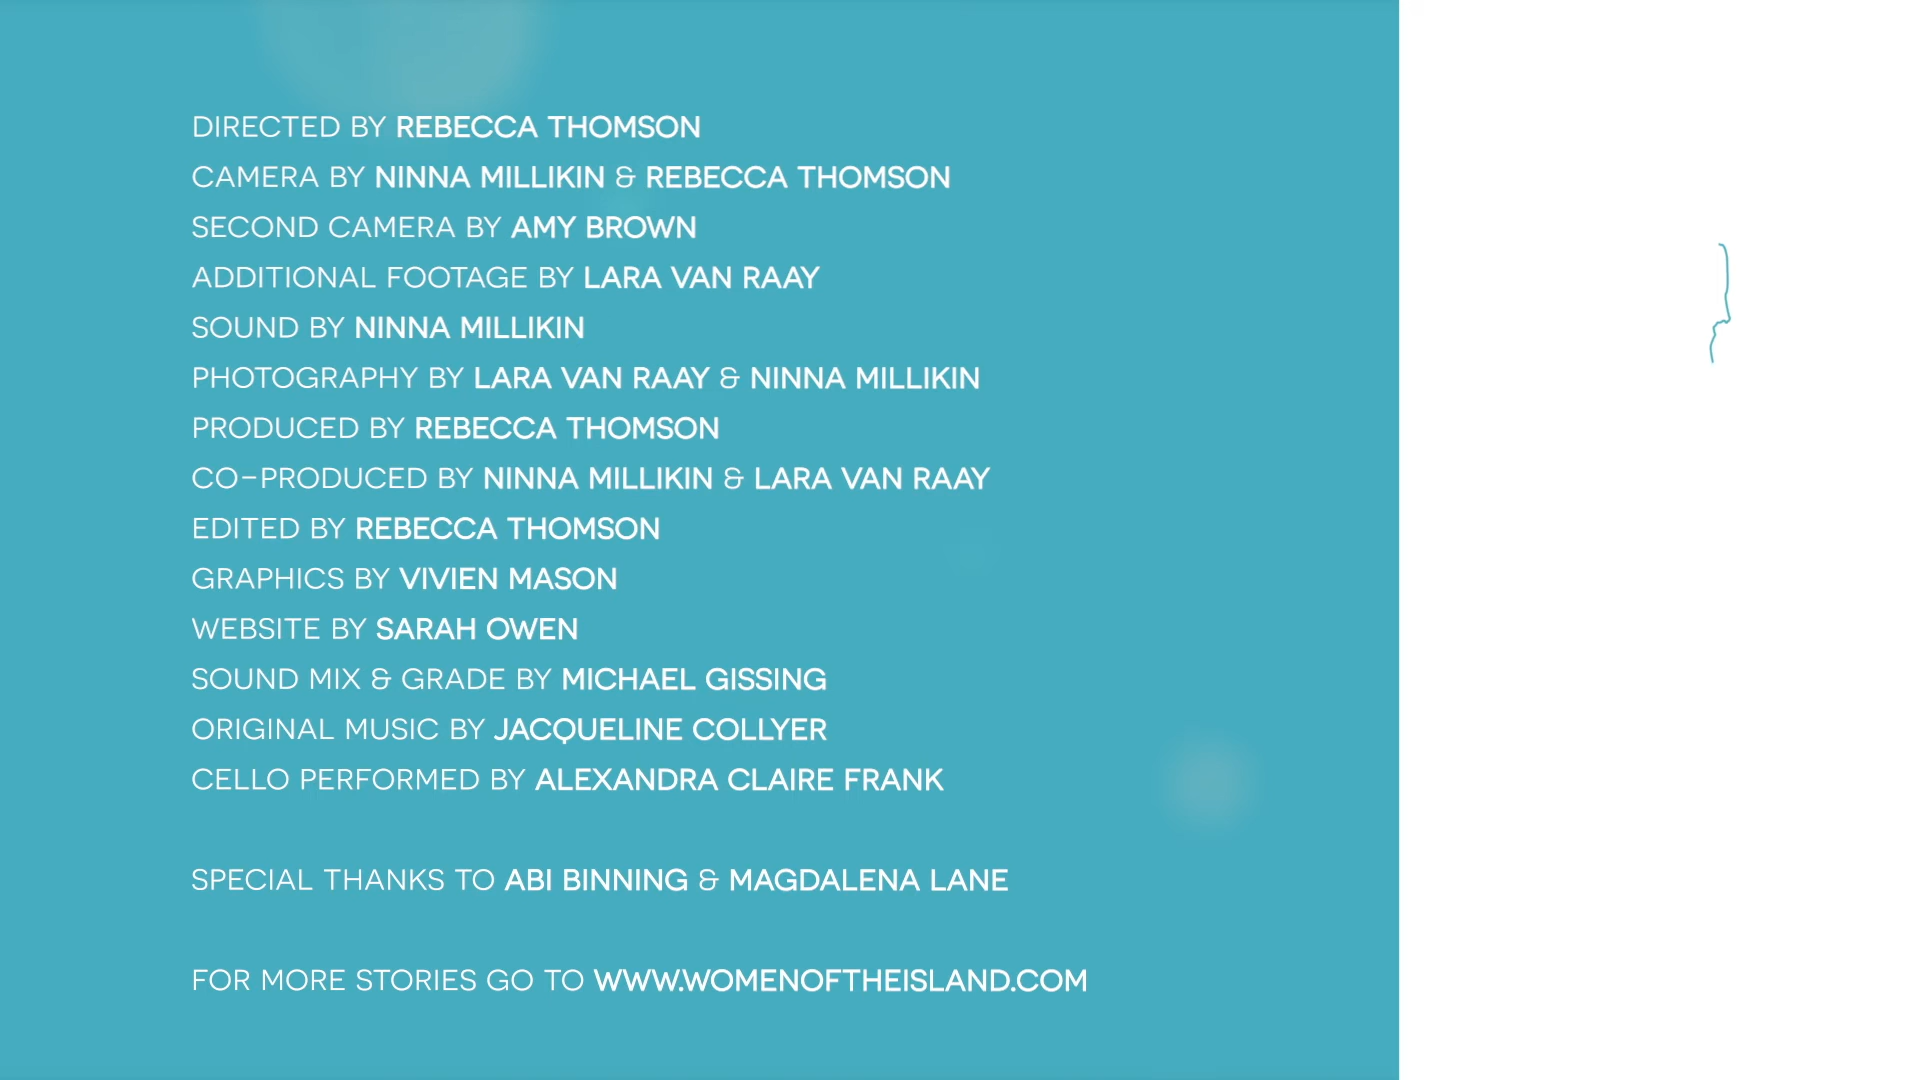 DIRECTED BY REBECCA THOMSON
CAMERA BY NINNA MILLIKIN & REBECCA THOMSON
SECOND CAMERA BY AMY BROWN
ADDITIONAL FOOTAGE BY LARA VAN RAAY
SOUND BY NINNA MILLIKIN
PHOTOGRAPHY BY LARA VAN RAAY & NINNA MILLIKIN
PRODUCED BY REBECCA THOMSON
CO-PRODUCED BY NINNA MILLIKIN & LARA VAN RAAY
EDITED BY REBECCA THOMSON
GRAPHICS BY VIVIEN MASON
WEBSITE BY SARAH OWEN
SOUND MIX & GRADE BY MICHAEL GISSING
ORIGINAL MUSIC BY JACQUELINE COLLYER
CELLO PERFORMED BY ALEXANDRA CLAIRE FRANK
SPECIAL THANKS TO ABI BINNING & MAGDALENA LANE
FOR MORE STORIES GO TO WWW.WOMENOFTHEISLAND.COM